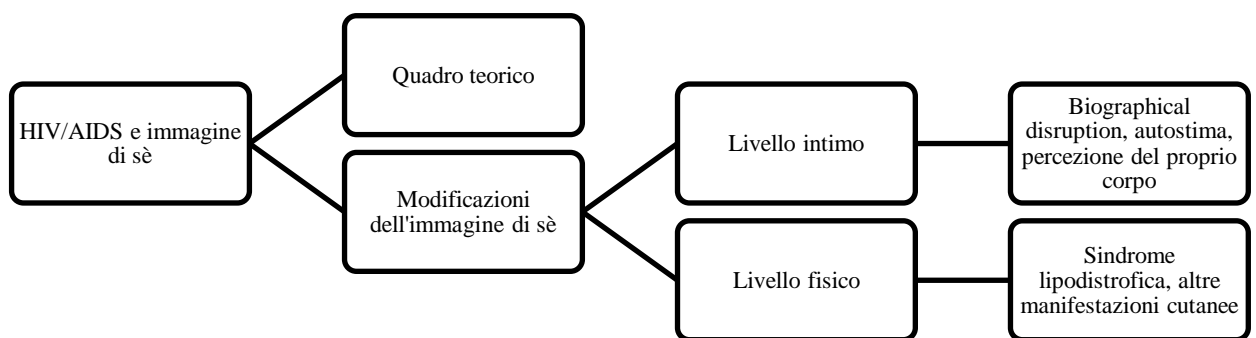 HIV/AIDS e immagine
di sè
Quadro teorico
Modificazioni
dell'immagine di sè
Livello intimo
Biographical
disruption, autostima,
percezione del proprio
corpo
Livello fisico
Sindrome
lipodistrofica, altre
manifestazioni cutanee